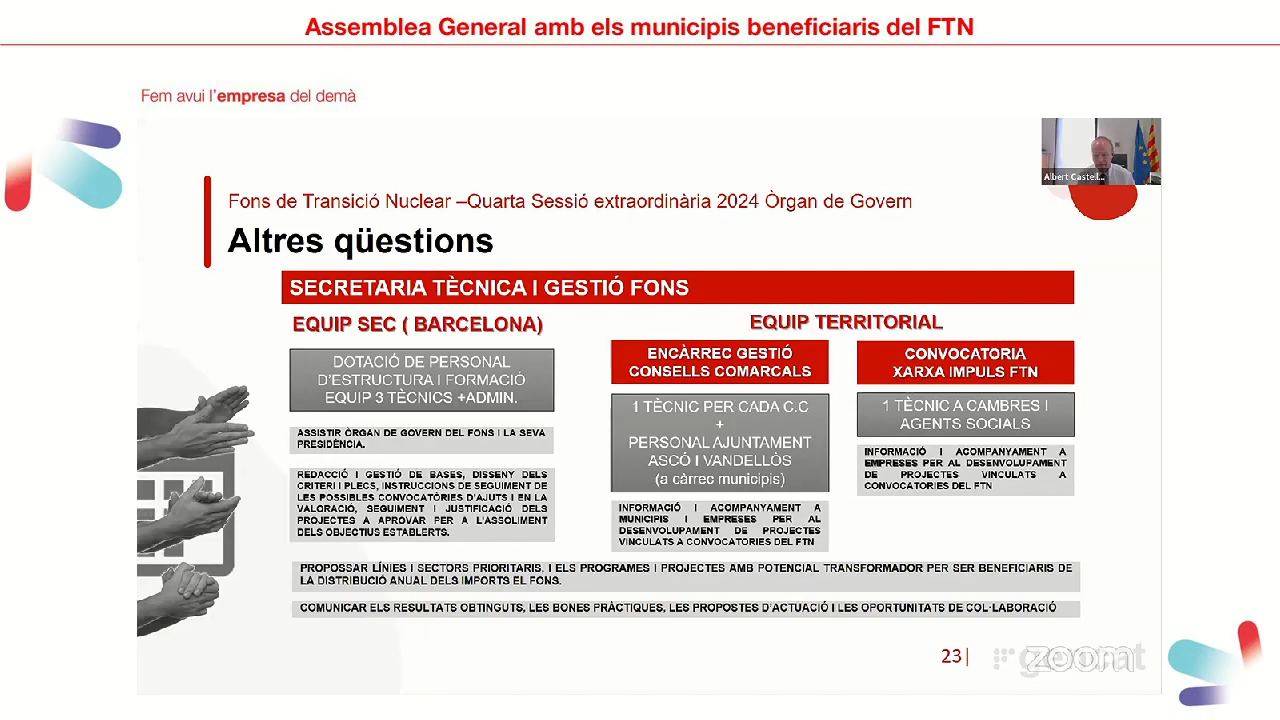 Assemblea General amb els municipis beneficiaris del FTN
Fem avui l'empresa del demà
Albert Castell...
Fons de Transició Nuclear –Quarta Sessió extraordinària 2024 Òrgan de Govern
Altres qüestions
SECRETARIA TÈCNICA I GESTIÓ FONS
EQUIP SEC ( BARCELONA)
DOTACIÓ DE PERSONAL
D'ESTRUCTURA I FORMACIÓ
EQUIP 3 TÈCNICS +ADMIN.
ASSISTIR ÒRGAN DE GOVERN DEL FONS I LA SEVA
PRESIDÈNCIA.
REDACCIÓ I GESTIÓ DE BASES, DISSENY DELS
CRITERI I PLECS, INSTRUCCIONS DE SEGUIMENT DE
LES POSSIBLES CONVOCATÓRIES D'AJUTS I EN LA
VALORACIÓ, SEGUIMENT I JUSTIFICACIÓ DELS
PROJECTES A APROVAR PER A L'ASSOLIMENT
DELS OBJECTIUS ESTABLERTS.
EQUIP TERRITORIAL
ENCÀRREC GESTIÓ
CONSELLS COMARCALS
1 TÈCNIC PER CADA C.C
+
PERSONAL AJUNTAMENT
ASCÓ I VANDELLÒS
(a càrrec municipis)
INFORMACIÓ I ACOMPANYAMENT A
MUNICIPIS I EMPRESES PER AL
DESENVOLUPAMENT DE PROJECTES
VINCULATS A CONVOCATORIES DEL FTN
CONVOCATORIA
XARXA IMPULS FTN
1 TÈCNIC A CAMBRES I
AGENTS SOCIALS
INFORMACIÓ I ACOMPANYAMENT A
EMPRESES PER AL DESENVOLUPAMENT
DE PROJECTES VINCULATS A
CONVOCATORIES DEL FTN
PROPOSSAR LÍNIES I SECTORS PRIORITARIS, I ELS PROGRAMES I PROJECTES AMB POTENCIAL TRANSFORMADOR PER SER BENEFICIARIS DE
LA DISTRIBUCIÓ ANUAL DELS IMPORTS EL FONS.
COMUNICAR ELS RESULTATS OBTINGUTS, LES BONES PRÀCTIQUES, LES PROPOSTES D'ACTUACIÓ I LES OPORTUNITATS DE COL·LABORACIÓ
23|
zoom